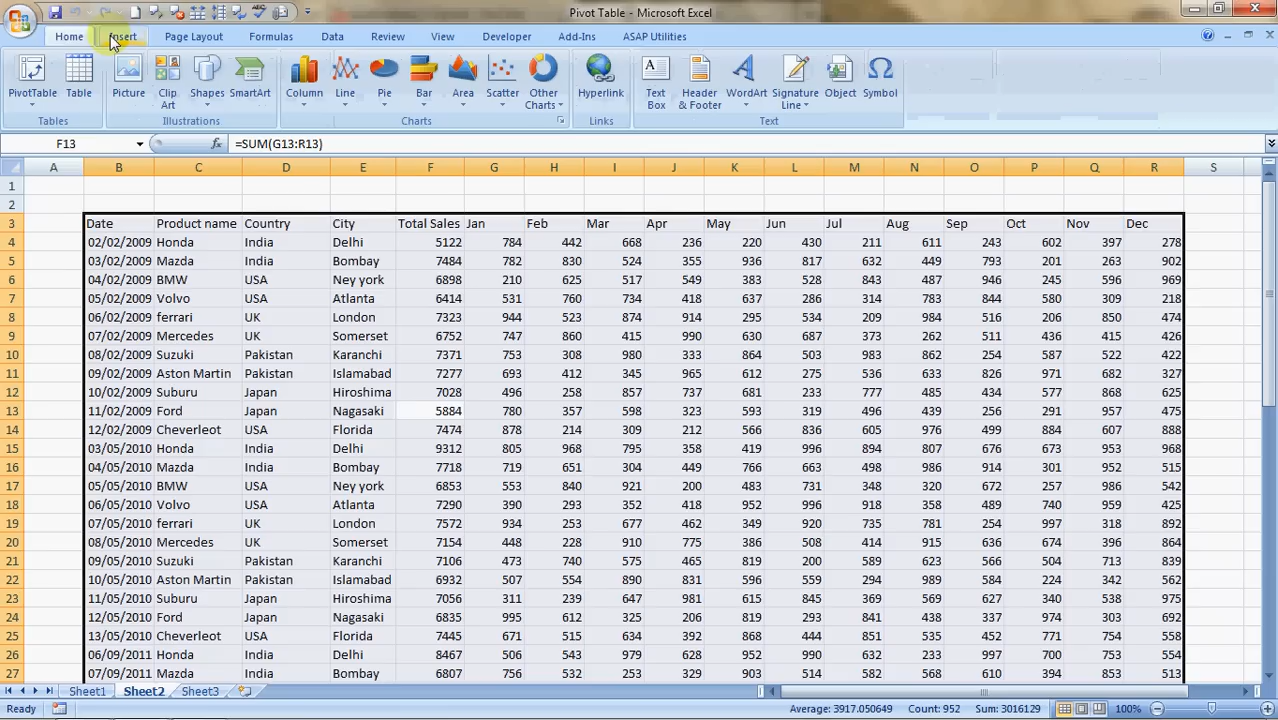 Pivot Table - Microsoft Excel
Home Insert Page Layout Formulas Data Review View Developer Add-Ins ASAP Utilities
PivotTable Table Picture Clip Art Shapes SmartArt Column Line Pie Bar Area Scatter Other Charts Hyperlink Text Box Header & Footer WordArt Signature Line Object Symbol
Tables Illustrations Charts Links Text
F13 fx =SUM(G13:R13)
A B C D E F G H I J K L M N O P Q R S
1
2
3 Date Product name Country City Total Sales Jan Feb Mar Apr May Jun Jul Aug Sep Oct Nov Dec
4 02/02/2009 Honda India Delhi 5122 784 442 668 236 220 430 211 611 243 602 397 278
5 03/02/2009 Mazda India Bombay 7484 782 830 524 355 936 817 632 449 793 201 263 902
6 04/02/2009 BMW USA Ney york 6898 210 625 517 549 383 528 843 487 946 245 596 969
7 05/02/2009 Volvo USA Atlanta 6414 531 760 734 418 637 286 314 783 844 580 309 218
8 06/02/2009 ferrari UK London 7323 944 523 874 914 295 534 209 984 516 206 850 474
9 07/02/2009 Mercedes UK Somerset 6752 747 860 415 990 630 687 373 262 511 436 415 426
10 08/02/2009 Suzuki Pakistan Karanchi 7371 753 308 980 333 864 503 983 862 254 587 522 422
11 09/02/2009 Aston Martin Pakistan Islamabad 7277 693 412 345 965 612 275 536 633 826 971 682 327
12 10/02/2009 Suburu Japan Hiroshima 7028 496 258 857 737 681 233 777 485 434 577 868 625
13 11/02/2009 Ford Japan Nagasaki 5884 780 357 598 323 593 319 496 439 256 291 957 475
14 12/02/2009 Cheverleot USA Florida 7474 878 214 309 212 566 836 605 976 499 884 607 888
15 03/05/2010 Honda India Delhi 9312 805 968 795 358 419 996 894 807 676 673 953 968
16 04/05/2010 Mazda India Bombay 7718 719 651 304 449 766 663 498 986 914 301 952 515
17 05/05/2010 BMW USA Ney york 6853 553 840 921 200 483 731 348 320 672 257 986 542
18 06/05/2010 Volvo USA Atlanta 7290 390 293 352 418 952 996 918 358 489 740 959 425
19 07/05/2010 ferrari UK London 7572 934 253 677 462 349 920 735 781 254 997 318 892
20 08/05/2010 Mercedes UK Somerset 7154 448 228 910 775 386 508 414 915 636 674 396 864
21 09/05/2010 Suzuki Pakistan Karanchi 7106 473 740 575 465 819 200 589 623 566 504 713 839
22 10/05/2010 Aston Martin Pakistan Islamabad 6932 507 554 890 831 596 559 294 989 584 224 342 562
23 11/05/2010 Suburu Japan Hiroshima 7056 311 239 647 981 615 845 369 569 627 340 538 975
24 12/05/2010 Ford Japan Nagasaki 6835 995 612 325 206 819 293 841 438 337 974 303 692
25 13/05/2010 Cheverleot USA Florida 7445 671 515 634 392 868 444 851 535 452 771 754 558
26 06/09/2011 Honda India Delhi 8467 506 543 979 628 952 990 632 233 997 700 753 554
27 07/09/2011 Mazda India Bombay 6807 756 532 253 329 903 514 582 568 610 394 853 513
Sheet1 Sheet2 Sheet3
Ready Average: 3917.050649 Count: 952 Sum: 3016129 100%